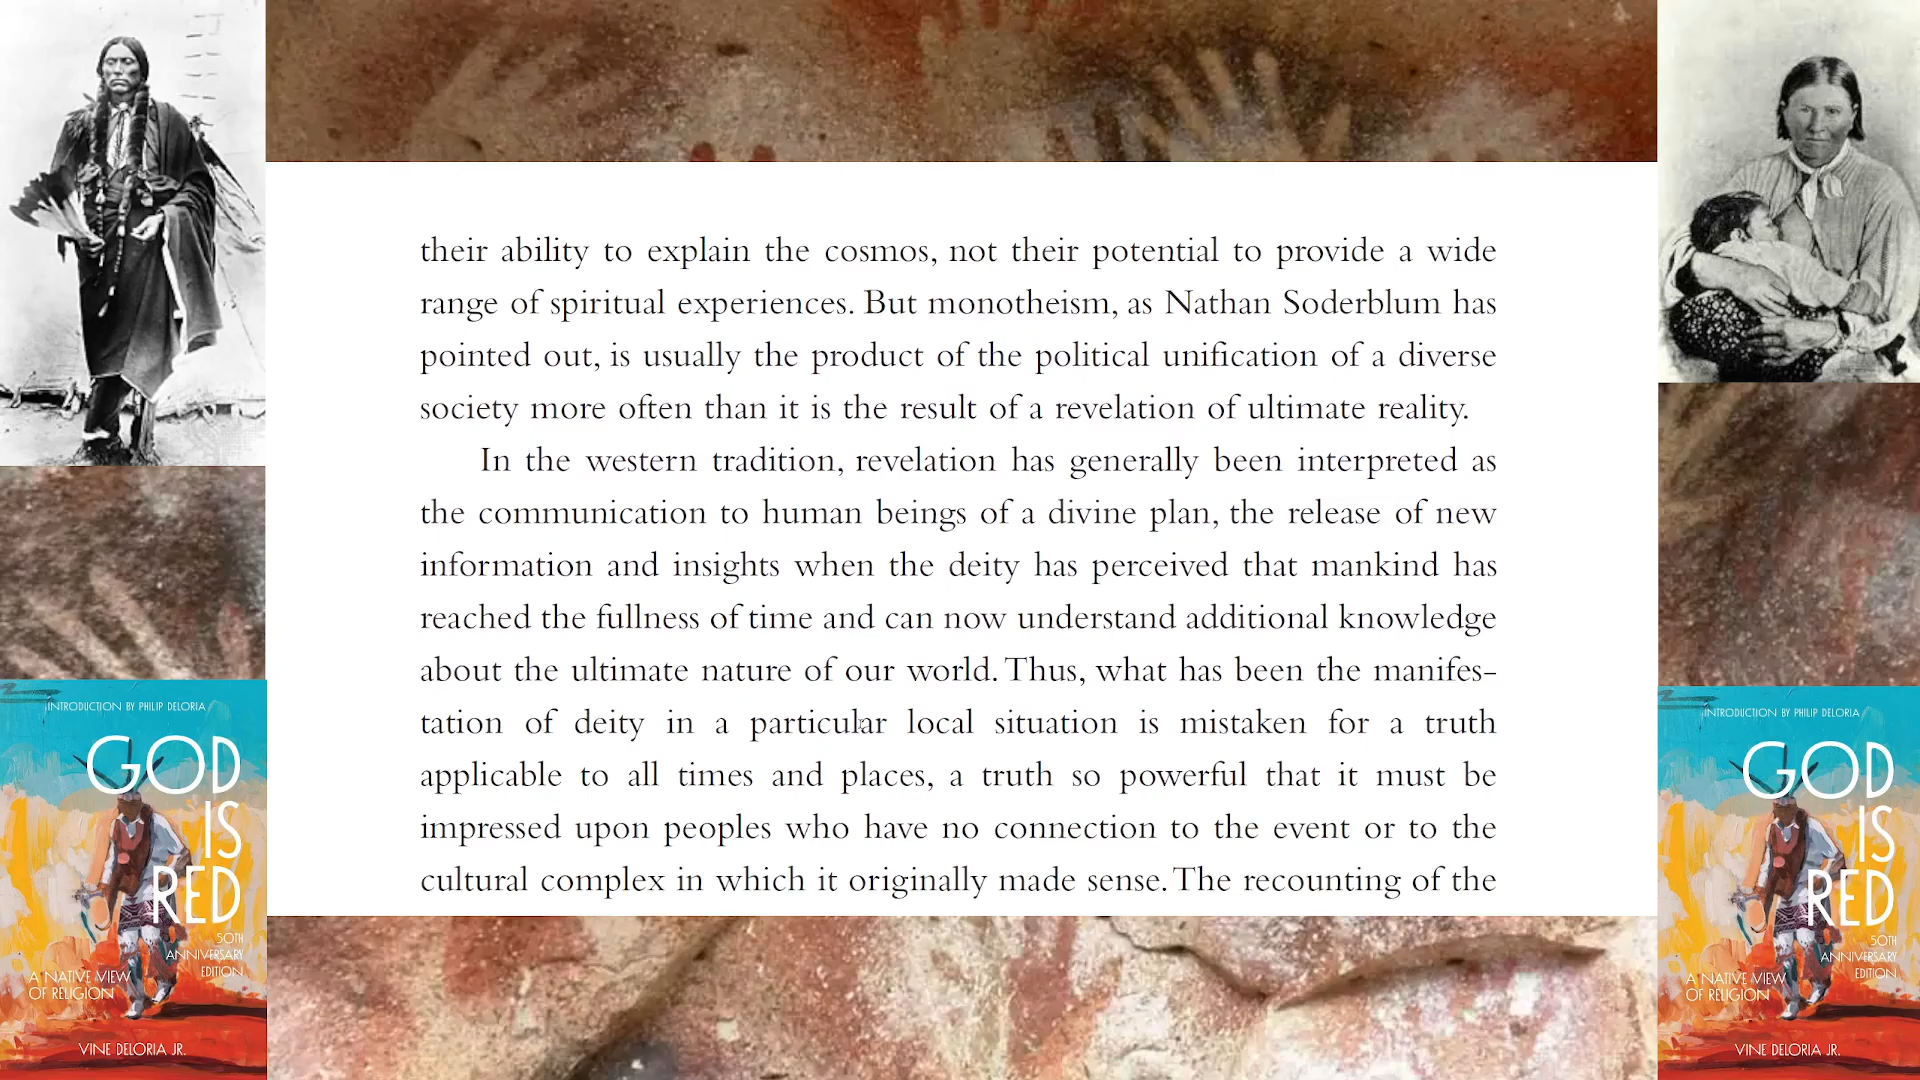 their ability to explain the cosmos, not their potential to provide a wide
range of spiritual experiences. But monotheism, as Nathan Soderblum has
pointed out, is usually the product of the political unification of a diverse
society more often than it is the result of a revelation of ultimate reality.
In the western tradition, revelation has generally been interpreted as
the communication to human beings of a divine plan, the release of new
information and insights when the deity has perceived that mankind has
reached the fullness of time and can now understand additional knowledge
about the ultimate nature of our world. Thus, what has been the manifes-
tation of deity in a particular local situation is mistaken for a truth
applicable to all times and places, a truth so powerful that it must be
impressed upon peoples who have no connection to the event or to the
cultural complex in which it originally made sense. The recounting of the
INTRODUCTION BY PHILIP DELORIA
GOD
IS
RED
50TH
ANNIVERSARY
EDITION
A NATIVE VIEW
OF RELIGION
VINE DELORIA JR.
INTRODUCTION BY PHILIP DELORIA
GOD
IS
RED
50TH
ANNIVERSARY
EDITION
A NATIVE VIEW
OF RELIGION
VINE DELORIA JR.